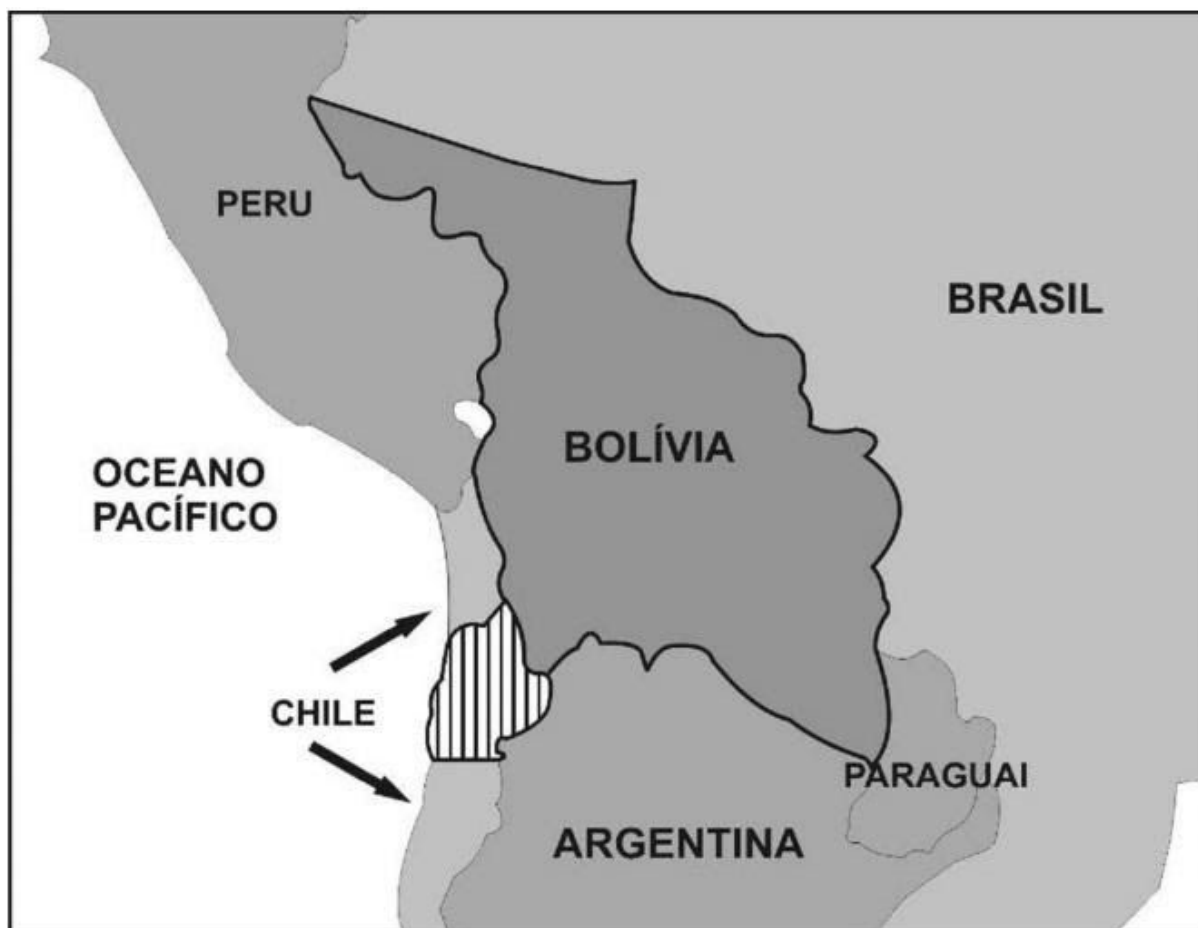 PERU
BRASIL
BOLÍVIA
OCEANO
PACÍFICO
CHILE
PARAGUAI
ARGENTINA